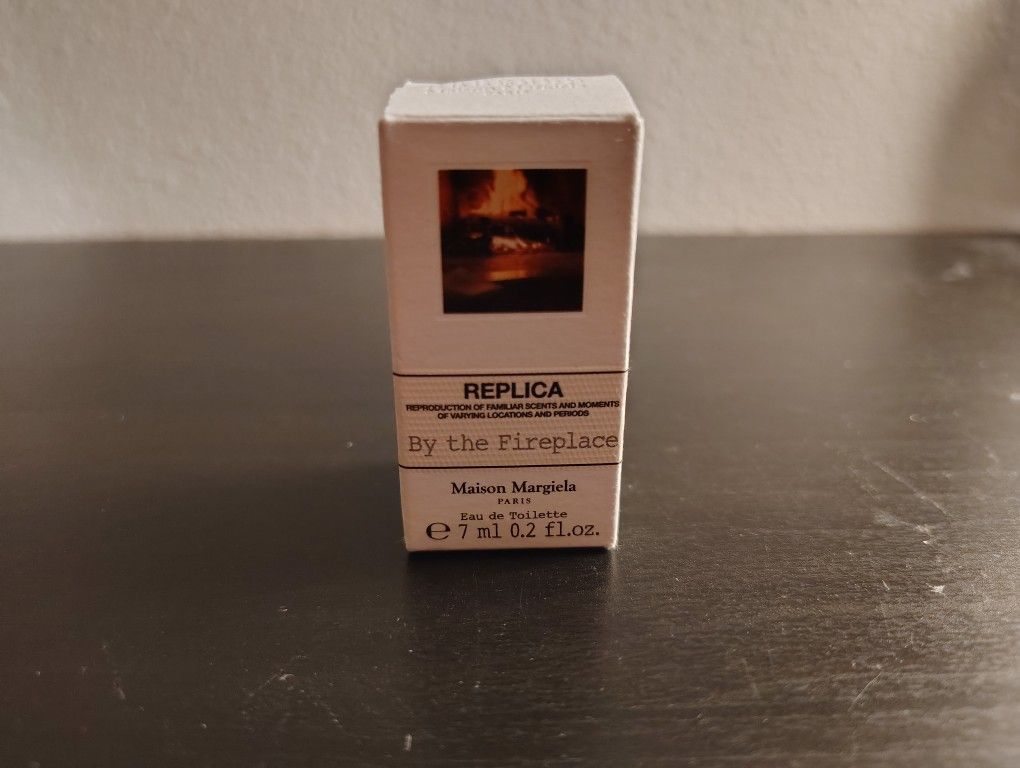 REPLICA
REPRODUCTION OF FAMILIAR SCENTS AND MOMENTS
OF VARYING LOCATIONS AND PERIODS
By the Fireplace
Maison Margiela
PARIS
Eau de Toilette
℮ 7 ml 0.2 fl.oz.